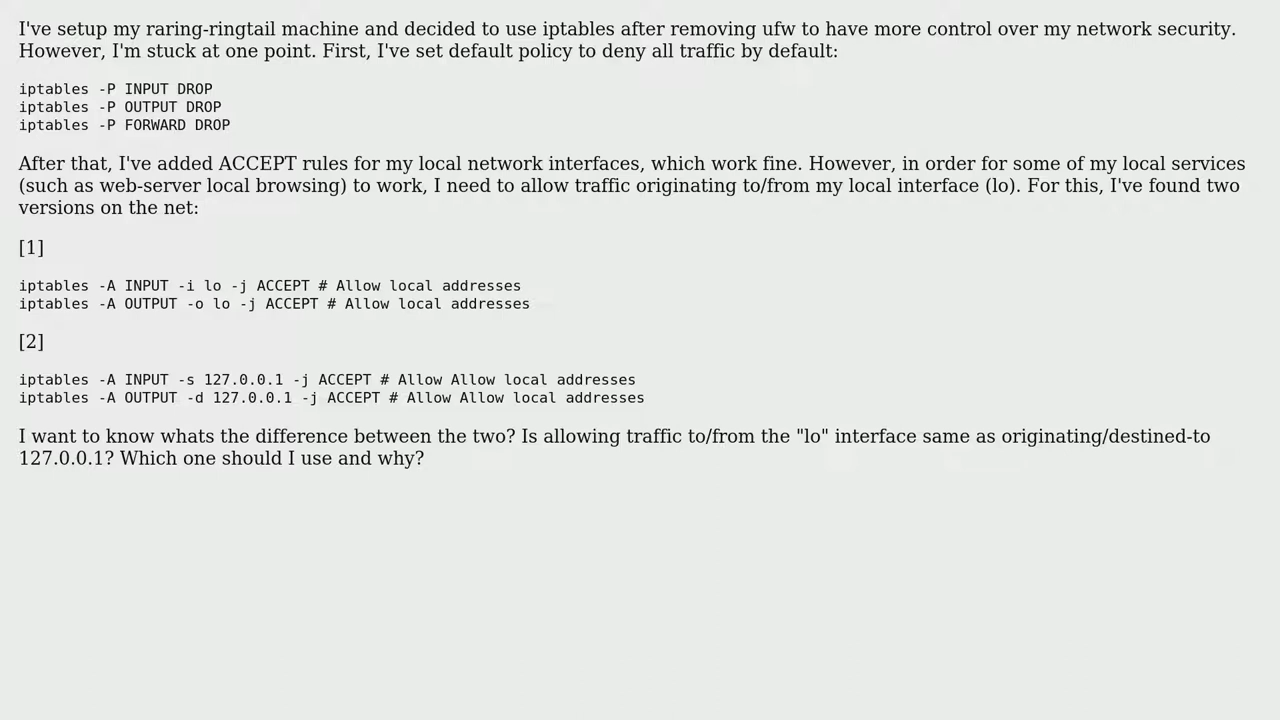 I've setup my raring-ringtail machine and decided to use iptables after removing ufw to have more control over my network security.
However, I'm stuck at one point. First, I've set default policy to deny all traffic by default:
iptables -P INPUT DROP
iptables -P OUTPUT DROP
iptables -P FORWARD DROP
After that, I've added ACCEPT rules for my local network interfaces, which work fine. However, in order for some of my local services
(such as web-server local browsing) to work, I need to allow traffic originating to/from my local interface (lo). For this, I've found two
versions on the net:
[1]
iptables -A INPUT -i lo -j ACCEPT # Allow local addresses
iptables -A OUTPUT -o lo -j ACCEPT # Allow local addresses
[2]
iptables -A INPUT -s 127.0.0.1 -j ACCEPT # Allow Allow local addresses
iptables -A OUTPUT -d 127.0.0.1 -j ACCEPT # Allow Allow local addresses
I want to know whats the difference between the two? Is allowing traffic to/from the "lo" interface same as originating/destined-to
127.0.0.1? Which one should I use and why?